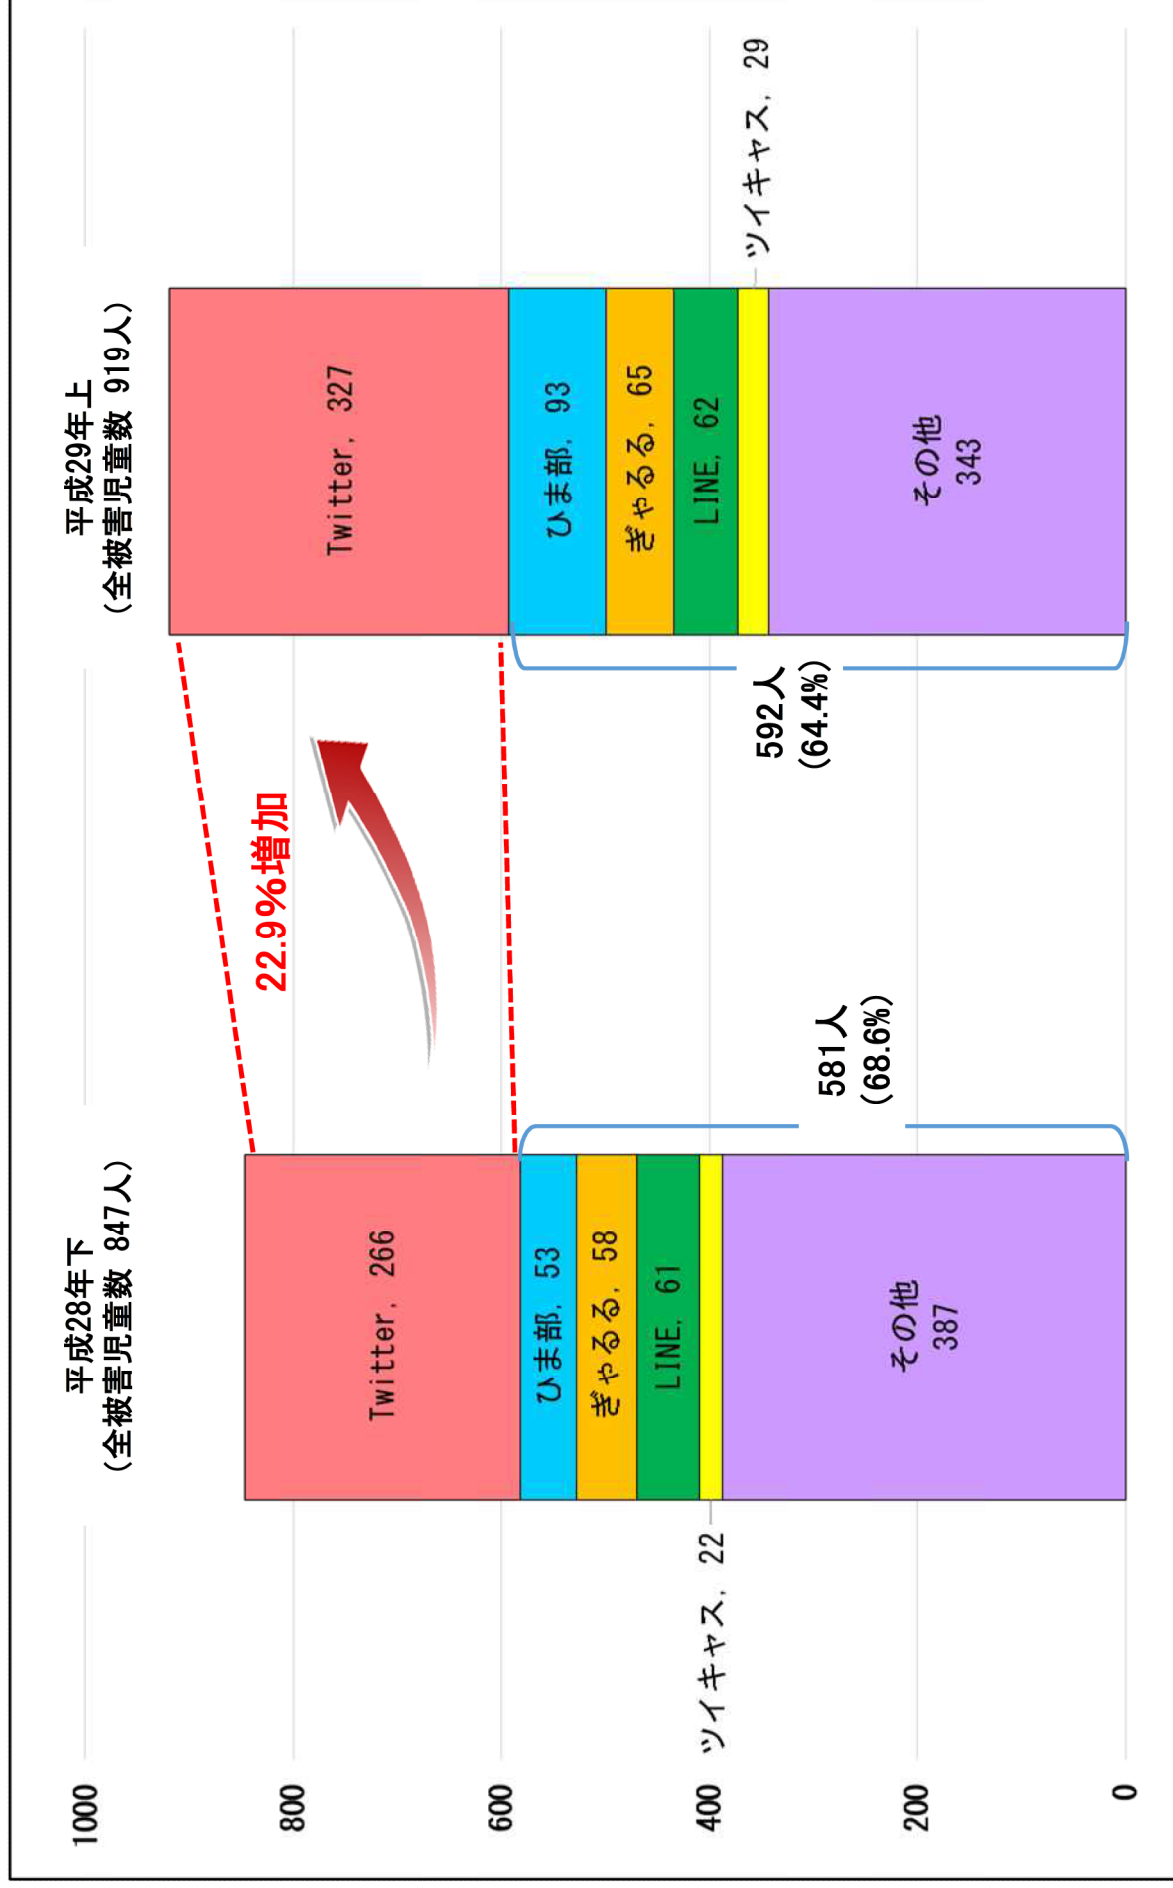 平成28年下
(全被害児童数 847人)
平成29年上
(全被害児童数 919人)
1000
800
600
400
200
0
Twitter, 266
ひま部, 53
ぎゃるる, 58
LINE, 61
ツイキャス, 22
その他
387
581人
(68.6%)
22.9%増加
Twitter, 327
ひま部, 93
ぎゃるる, 65
LINE, 62
ツイキャス, 29
その他
343
592人
(64.4%)